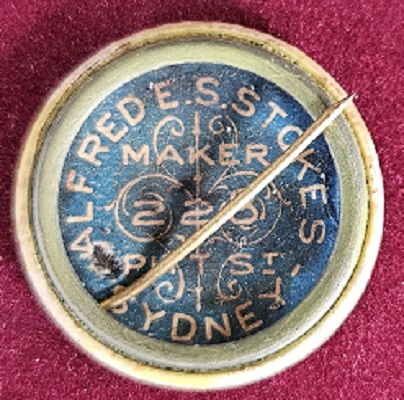 ALFRED E.S. STOKES
MAKER
PITT ST
SYDNEY